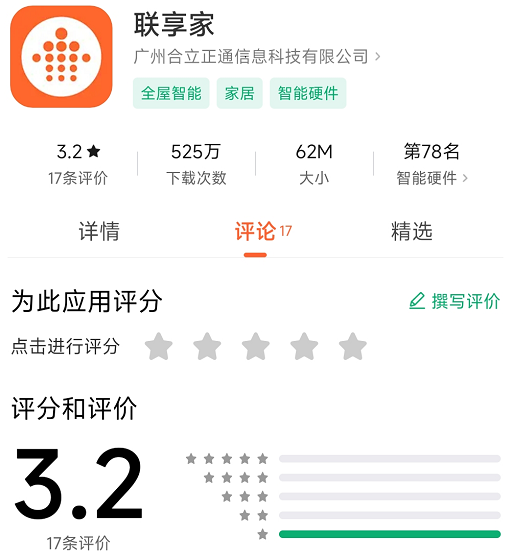 联享家
广州合立正通信息科技有限公司
全屋智能 家居 智能硬件
3.2 525万 62M 第78名
17条评价 下载次数 大小 智能硬件
详情 评论 17 精选
为此应用评分 撰写评价
点击进行评分
评分和评价
3.2
17条评价